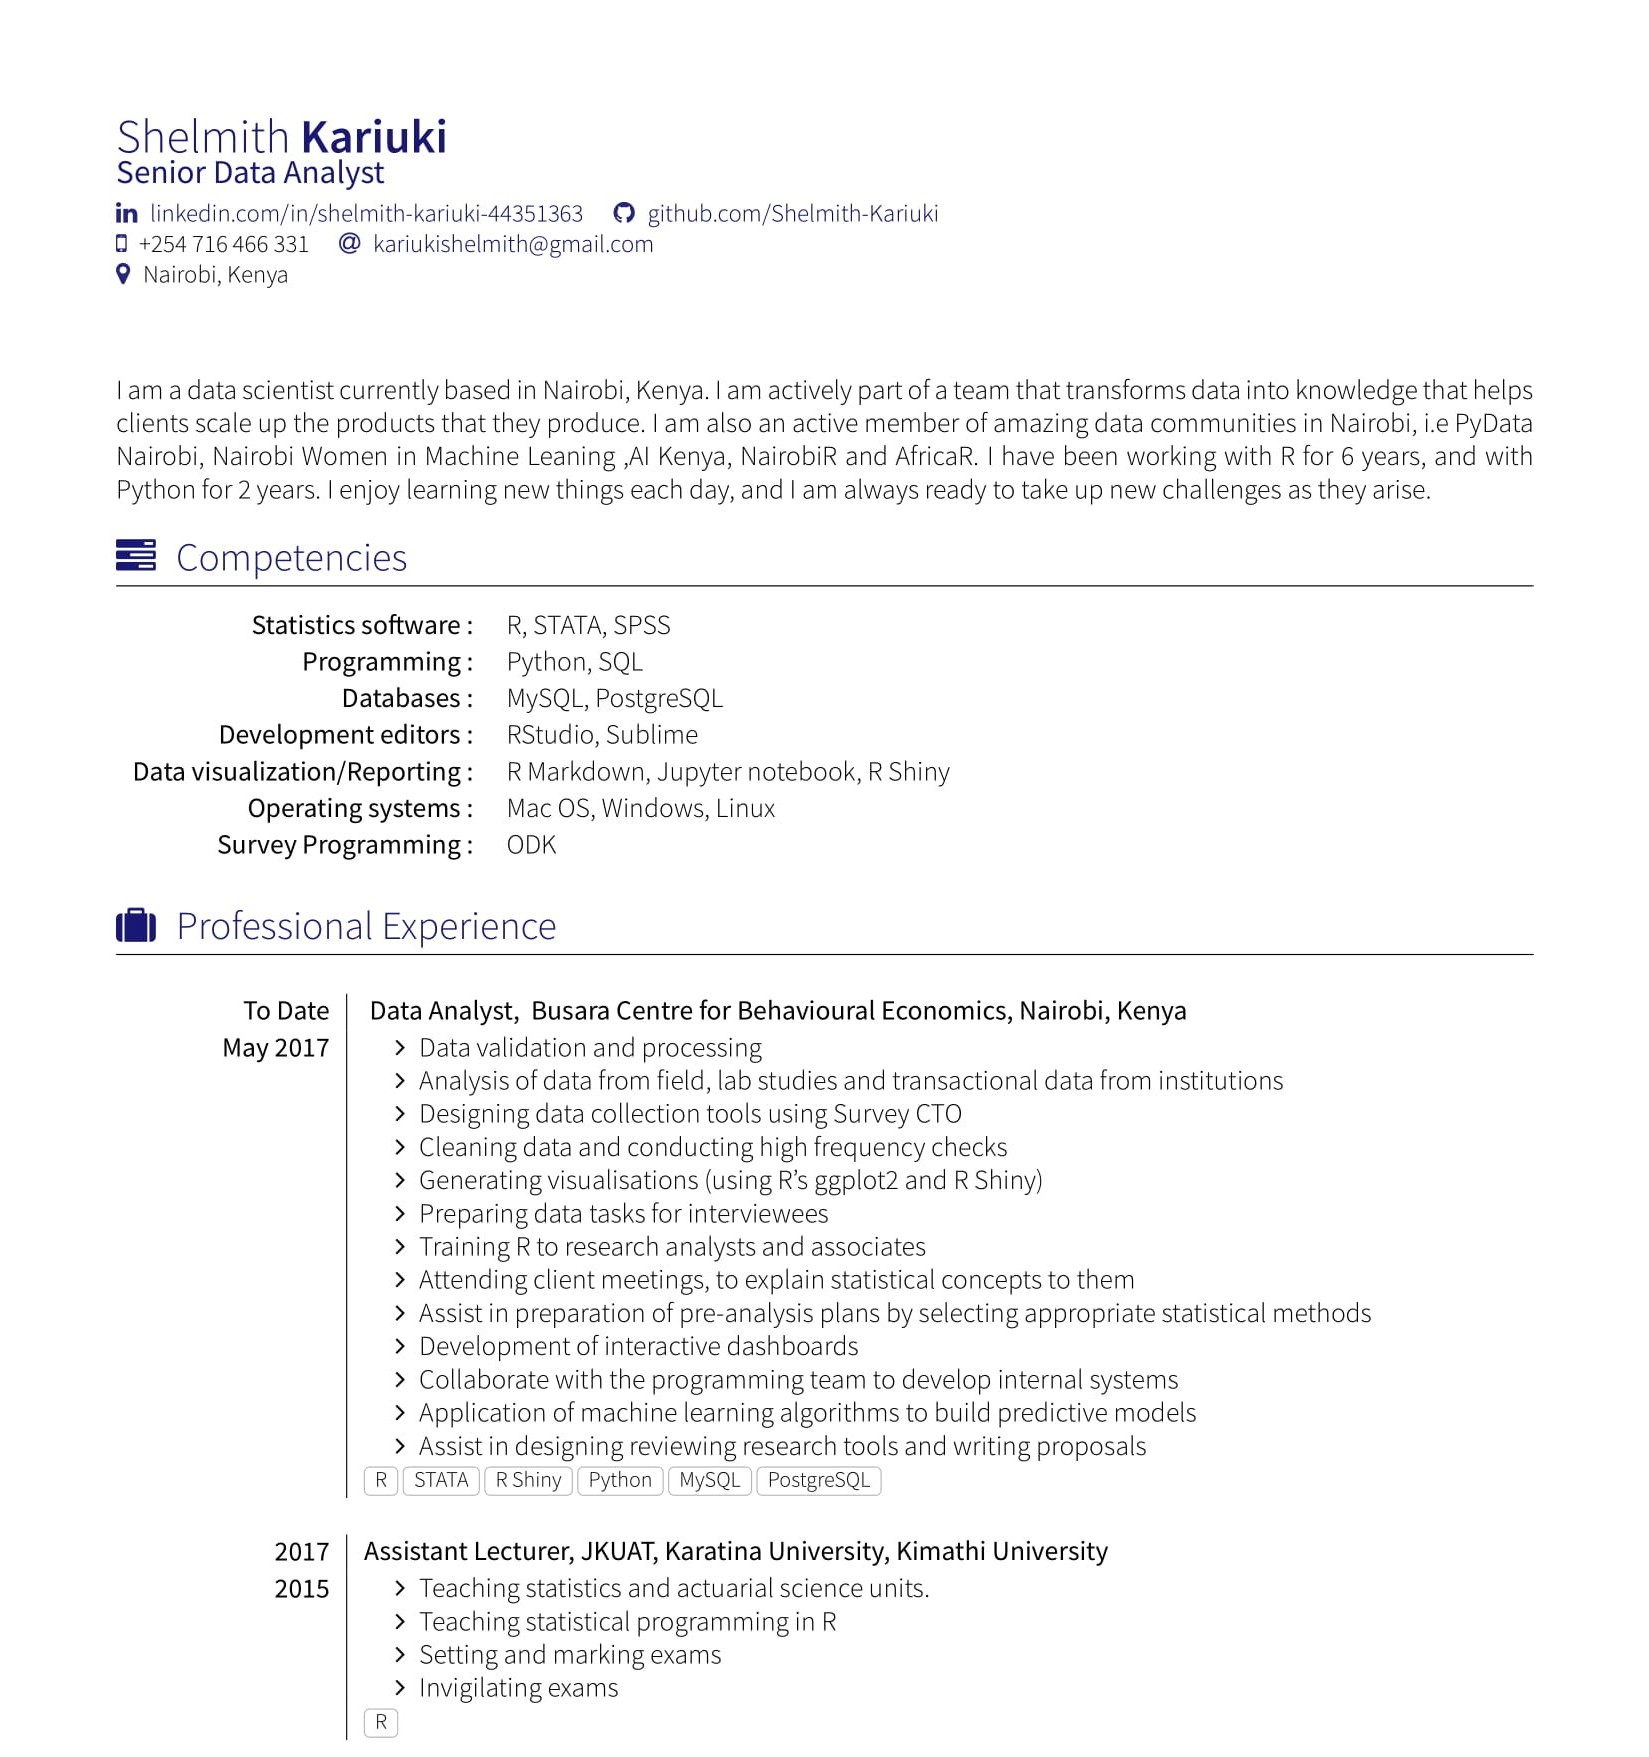 Shelmith Kariuki
Senior Data Analyst
linkedin.com/in/shelmith-kariuki-44351363 github.com/Shelmith-Kariuki
+254 716 466 331 @ kariukishelmith@gmail.com
Nairobi, Kenya
I am a data scientist currently based in Nairobi, Kenya. I am actively part of a team that transforms data into knowledge that helps
clients scale up the products that they produce. I am also an active member of amazing data communities in Nairobi, i.e PyData
Nairobi, Nairobi Women in Machine Leaning ,AI Kenya, NairobiR and AfricaR. I have been working with R for 6 years, and with
Python for 2 years. I enjoy learning new things each day, and I am always ready to take up new challenges as they arise.
Competencies
Statistics software : R, STATA, SPSS
Programming : Python, SQL
Databases : MySQL, PostgreSQL
Development editors : RStudio, Sublime
Data visualization/Reporting : R Markdown, Jupyter notebook, R Shiny
Operating systems : Mac OS, Windows, Linux
Survey Programming : ODK
Professional Experience
To Date Data Analyst, Busara Centre for Behavioural Economics, Nairobi, Kenya
May 2017 > Data validation and processing
> Analysis of data from field, lab studies and transactional data from institutions
> Designing data collection tools using Survey CTO
> Cleaning data and conducting high frequency checks
> Generating visualisations (using R’s ggplot2 and R Shiny)
> Preparing data tasks for interviewees
> Training R to research analysts and associates
> Attending client meetings, to explain statistical concepts to them
> Assist in preparation of pre-analysis plans by selecting appropriate statistical methods
> Development of interactive dashboards
> Collaborate with the programming team to develop internal systems
> Application of machine learning algorithms to build predictive models
> Assist in designing reviewing research tools and writing proposals
R STATA R Shiny Python MySQL PostgreSQL
2017 Assistant Lecturer, JKUAT, Karatina University, Kimathi University
2015 > Teaching statistics and actuarial science units.
> Teaching statistical programming in R
> Setting and marking exams
> Invigilating exams
R